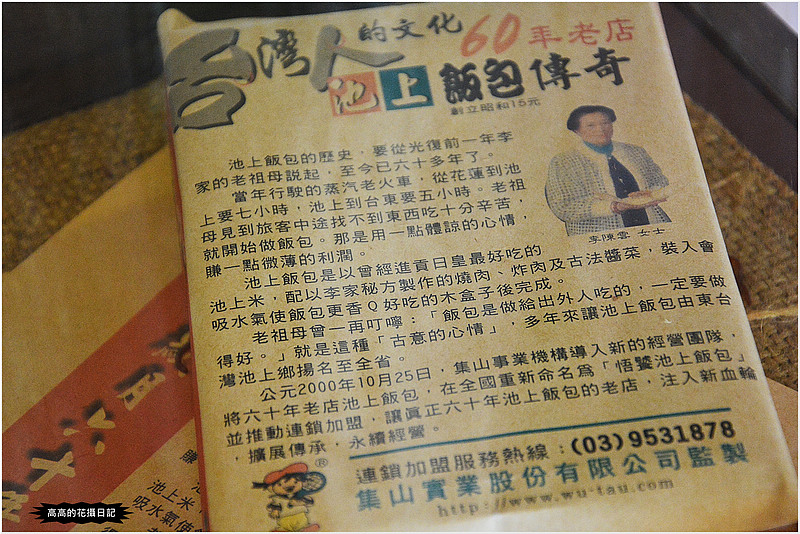 台灣人的文化 60年老店
池上飯包傳奇
創立昭和15元
池上飯包的歷史，要從光復前一年李
家的老祖母說起，至今已六十多年了。
當年行駛的蒸汽老火車，從花蓮到池
上要七小時，池上到台東要五小時。老祖
母見到旅客中途找不到東西吃十分辛苦，
就開始做飯包。那是用一點體諒的心情，
賺一點微薄的利潤。
李陳雲 女士
池上飯包是以曾經進貢日皇最好吃的
池上米，配以李家秘方製作的燒肉、炸肉及古法醬菜，裝入會
吸水氣使飯包更香Q好吃的木盒子後完成。
老祖母曾一再叮嚀：「飯包是做給出外人吃的，一定要做
得好。」就是這種「古意的心情」，多年來讓池上飯包由東台
灣池上鄉揚名至全省。
公元2000年10月25日，集山事業機構導入新的經營團隊，
將六十年老店池上飯包，在全國重新命名為「悟饕池上飯包」
並推動連鎖加盟，讓真正六十年池上飯包的老店，注入新血輪
，擴展傳承，永續經營。
連鎖加盟服務熱線：(03)9531878
集山實業股份有限公司監製
http://www.wu-tau.com
®
六十年
賺
池上米，
吸水氣使
得
高高的花攝日記